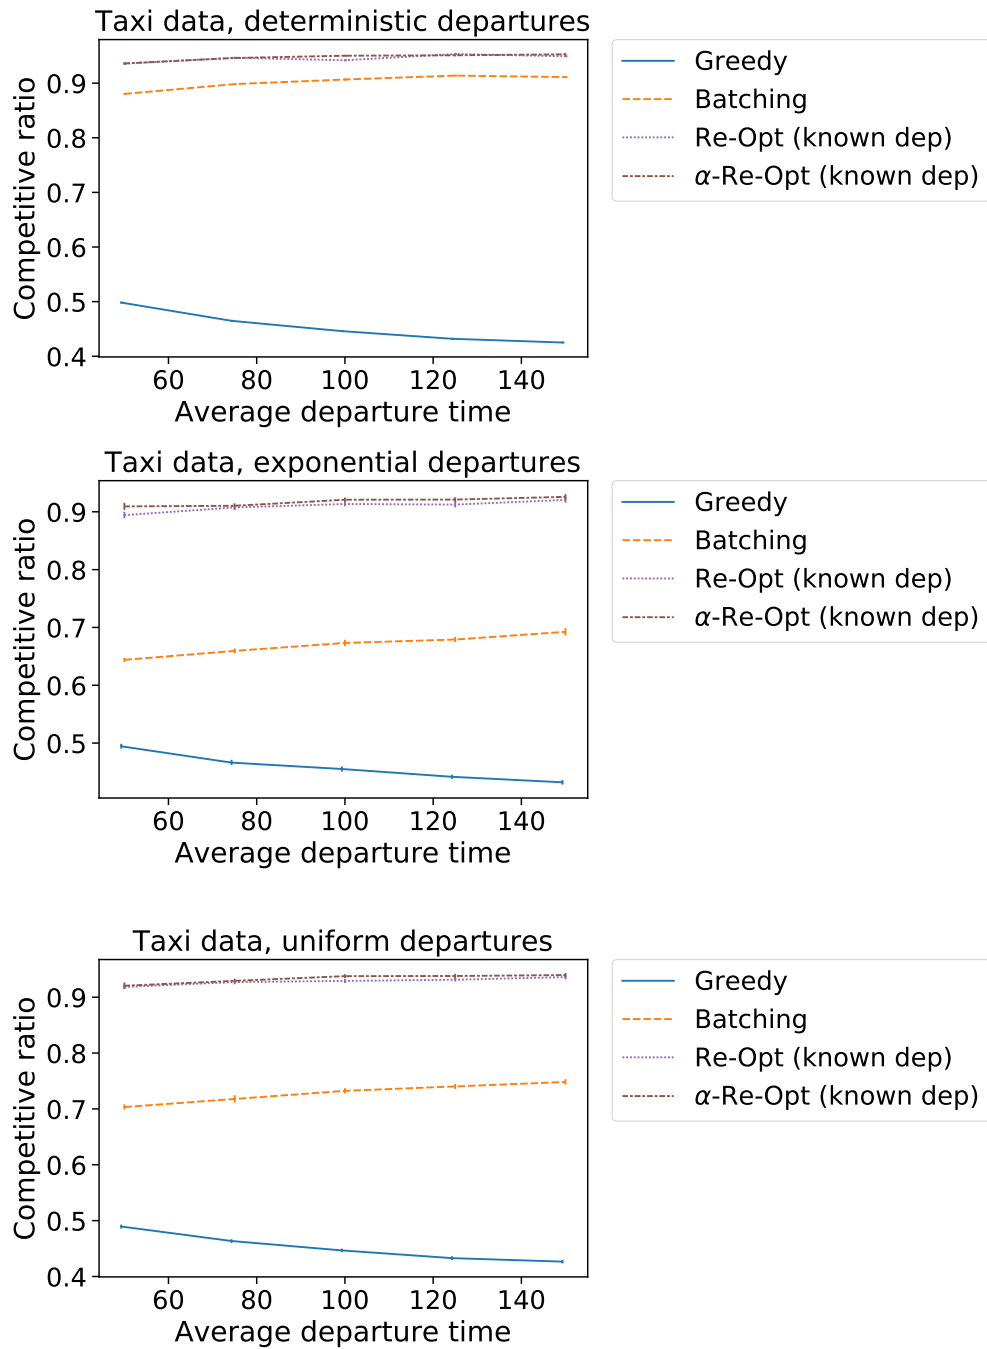 Taxi data, deterministic departures
Competitive ratio
0.9
0.8
0.7
0.6
0.5
0.4
60 80 100 120 140
Average departure time
Greedy
Batching
Re-Opt (known dep)
α-Re-Opt (known dep)
Taxi data, exponential departures
Competitive ratio
0.9
0.8
0.7
0.6
0.5
60 80 100 120 140
Average departure time
Greedy
Batching
Re-Opt (known dep)
α-Re-Opt (known dep)
Taxi data, uniform departures
Competitive ratio
0.9
0.8
0.7
0.6
0.5
0.4
60 80 100 120 140
Average departure time
Greedy
Batching
Re-Opt (known dep)
α-Re-Opt (known dep)